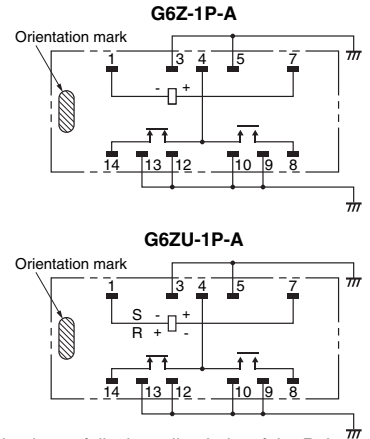 G6Z-1P-A
Orientation mark
1 3 4 5 7
- +
14 13 12 10 9 8
G6ZU-1P-A
Orientation mark
1 3 4 5 7
S - +
R + -
14 13 12 10 9 8